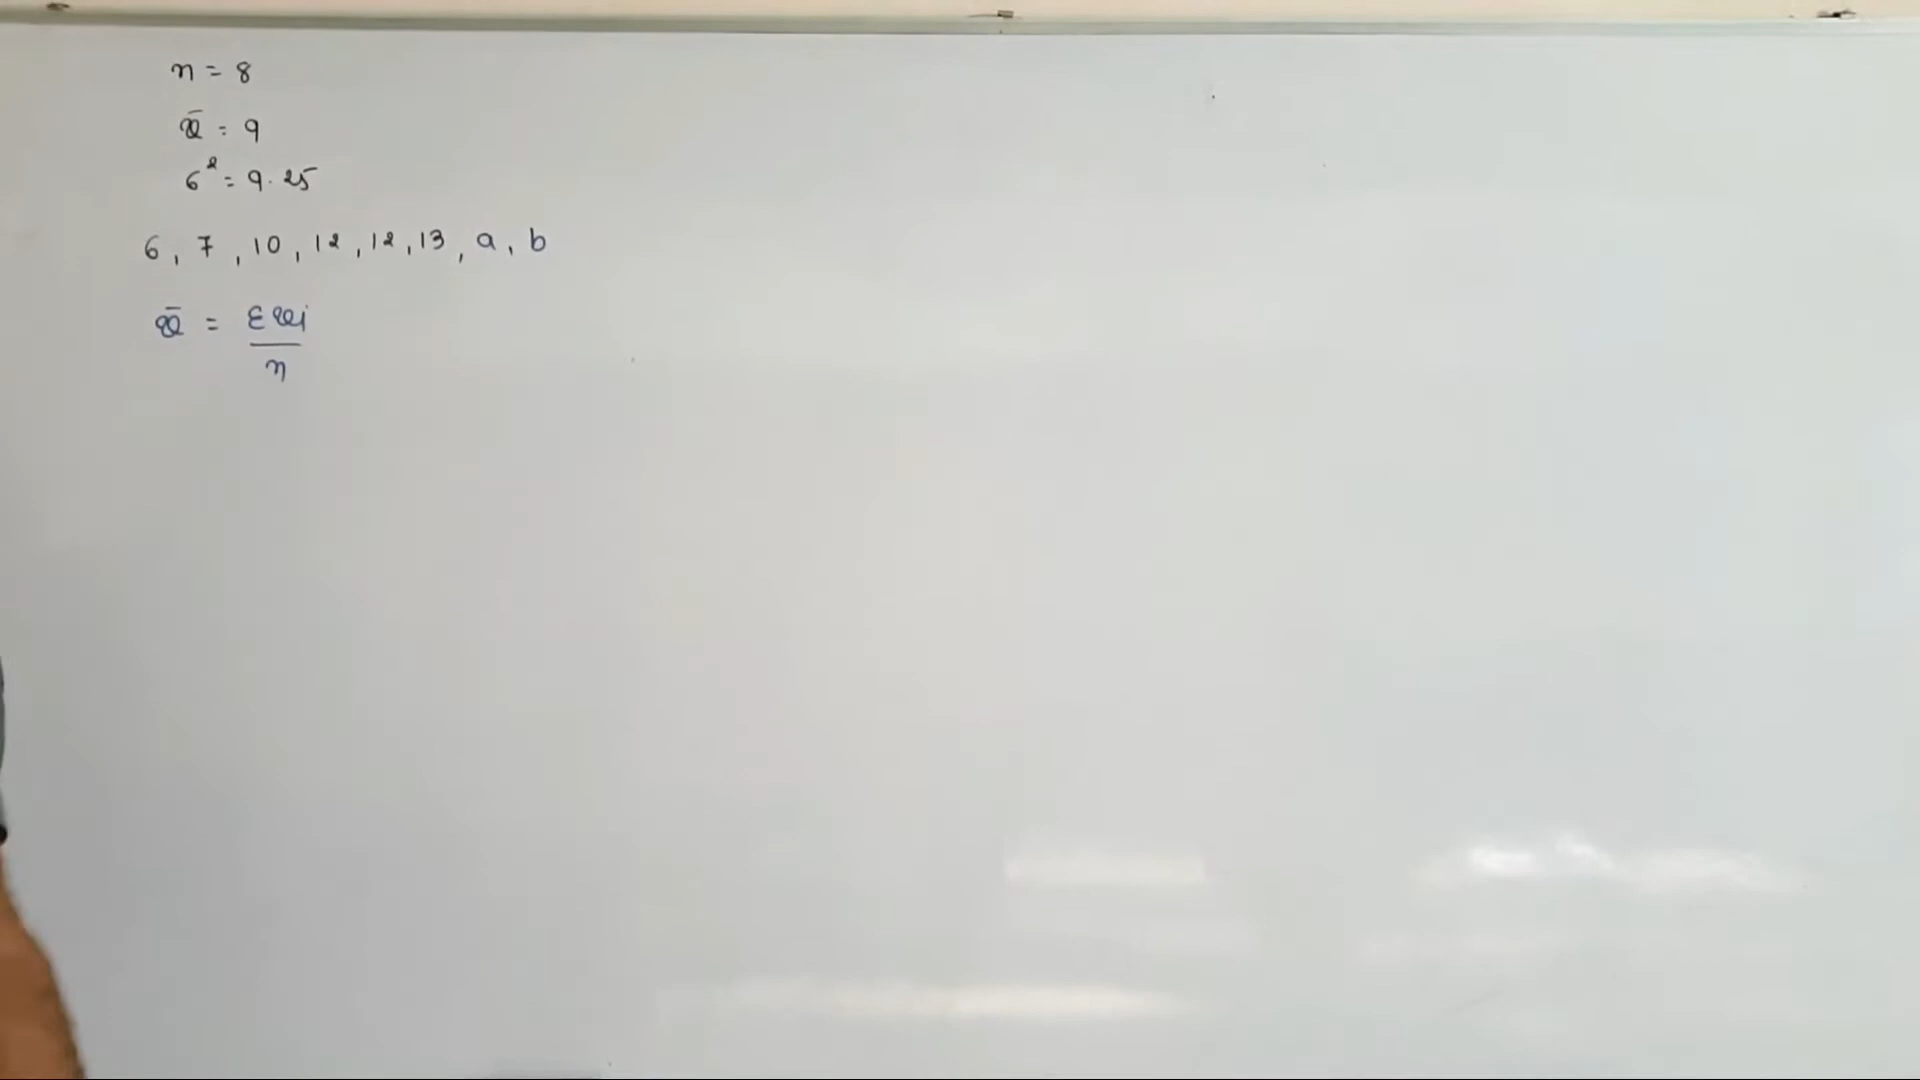 n = 8
x̄ = 9
σ² = 9.25
6, 7, 10, 12, 12, 13, a, b
x̄ = Σxi / n